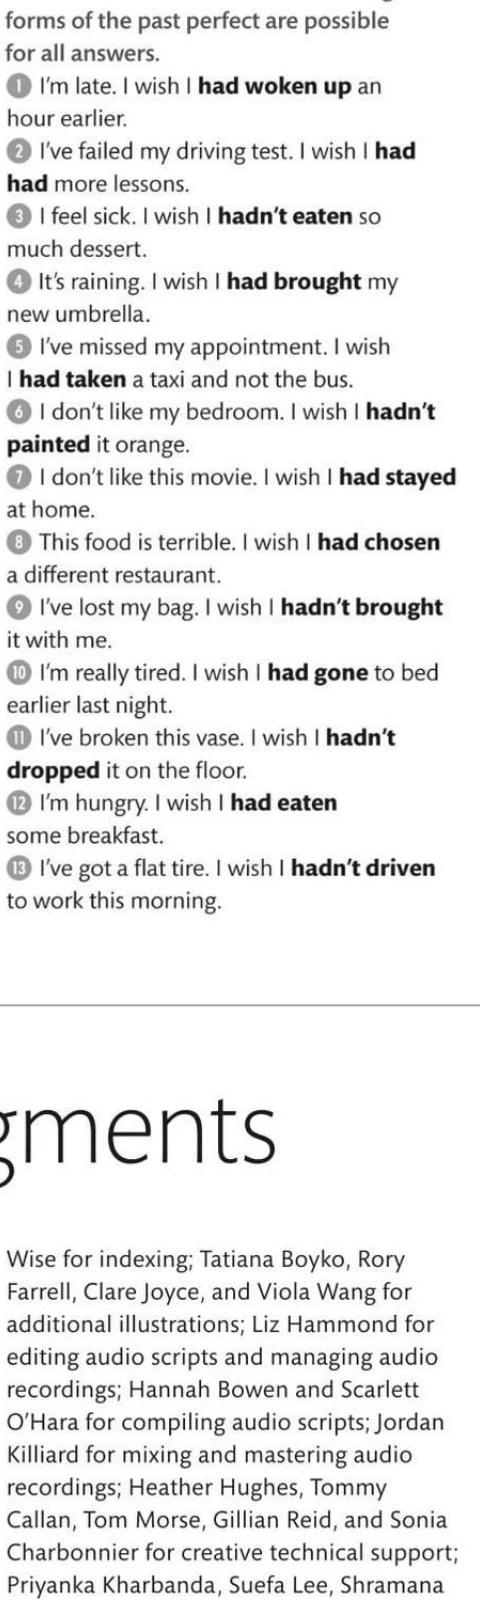 forms of the past perfect are possible
for all answers.
1 I'm late. I wish I had woken up an
hour earlier.
2 I've failed my driving test. I wish I had
had more lessons.
3 I feel sick. I wish I hadn't eaten so
much dessert.
4 It's raining. I wish I had brought my
new umbrella.
5 I've missed my appointment. I wish
I had taken a taxi and not the bus.
6 I don't like my bedroom. I wish I hadn't
painted it orange.
7 I don't like this movie. I wish I had stayed
at home.
8 This food is terrible. I wish I had chosen
a different restaurant.
9 I've lost my bag. I wish I hadn't brought
it with me.
10 I'm really tired. I wish I had gone to bed
earlier last night.
11 I've broken this vase. I wish I hadn't
dropped it on the floor.
12 I'm hungry. I wish I had eaten
some breakfast.
13 I've got a flat tire. I wish I hadn't driven
to work this morning.
gments
Wise for indexing; Tatiana Boyko, Rory
Farrell, Clare Joyce, and Viola Wang for
additional illustrations; Liz Hammond for
editing audio scripts and managing audio
recordings; Hannah Bowen and Scarlett
O'Hara for compiling audio scripts; Jordan
Killiard for mixing and mastering audio
recordings; Heather Hughes, Tommy
Callan, Tom Morse, Gillian Reid, and Sonia
Charbonnier for creative technical support;
Priyanka Kharbanda, Suefa Lee, Shramana